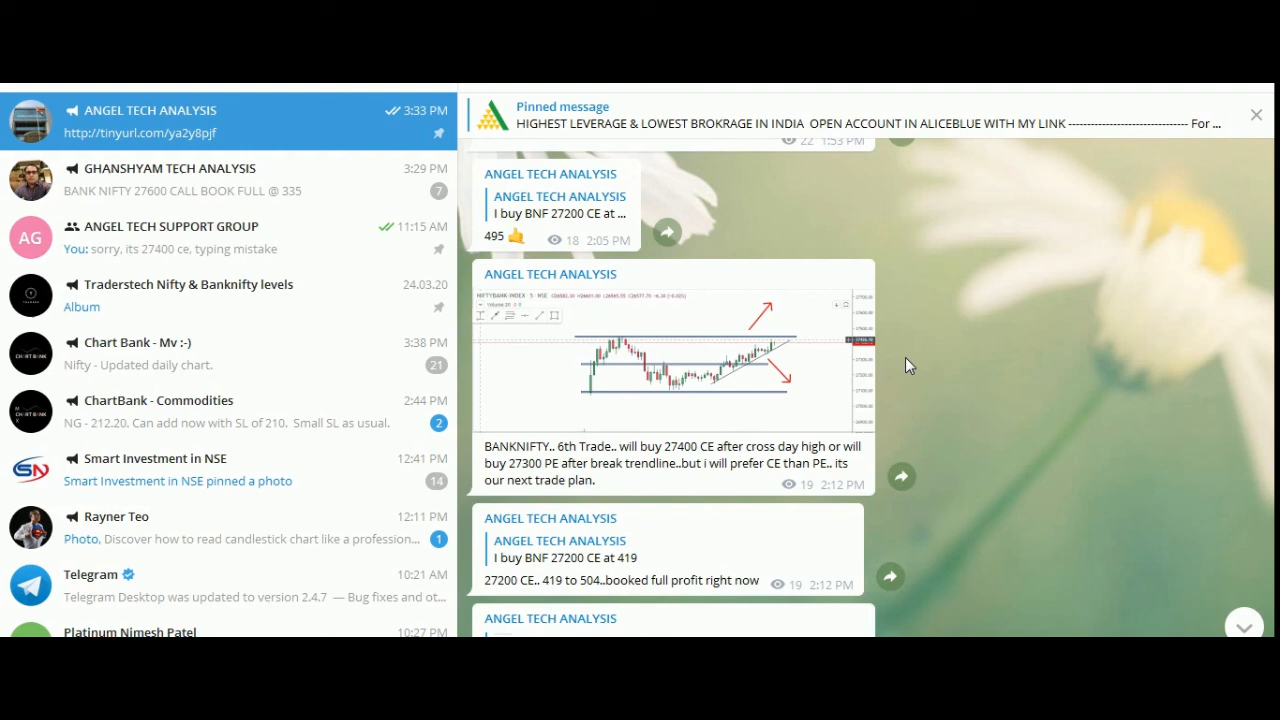 ANGEL TECH ANALYSIS 3:33 PM
http://tinyurl.com/ya2y8pjf
GHANSHYAM TECH ANALYSIS 3:29 PM
BANK NIFTY 27600 CALL BOOK FULL @ 335 7
AG ANGEL TECH SUPPORT GROUP 11:15 AM
You: sorry, its 27400 ce, typing mistake
Traderstech Nifty & Banknifty levels 24.03.20
Album
Chart Bank - Mv :-) 3:38 PM
Nifty - Updated daily chart. 21
ChartBank - Commodities 2:44 PM
NG - 212.20. Can add now with SL of 210. Small SL as usual. 2
Smart Investment in NSE 12:41 PM
Smart Investment in NSE pinned a photo 14
Rayner Teo 12:11 PM
Photo, Discover how to read candlestick chart like a profession... 1
Telegram 10:21 AM
Telegram Desktop was updated to version 2.4.7 — Bug fixes and ot...
Platinum Nimesh Patel 10:27 PM
Pinned message
HIGHEST LEVERAGE & LOWEST BROKRAGE IN INDIA OPEN ACCOUNT IN ALICEBLUE WITH MY LINK ------------------------------- For ...
22 1:53 PM
ANGEL TECH ANALYSIS
ANGEL TECH ANALYSIS
I buy BNF 27200 CE at ...
495 🤙 18 2:05 PM
ANGEL TECH ANALYSIS
BANKNIFTY.. 6th Trade.. will buy 27400 CE after cross day high or will
buy 27300 PE after break trendline..but i will prefer CE than PE.. its
our next trade plan. 19 2:12 PM
ANGEL TECH ANALYSIS
ANGEL TECH ANALYSIS
I buy BNF 27200 CE at 419
27200 CE.. 419 to 504..booked full profit right now 19 2:12 PM
ANGEL TECH ANALYSIS